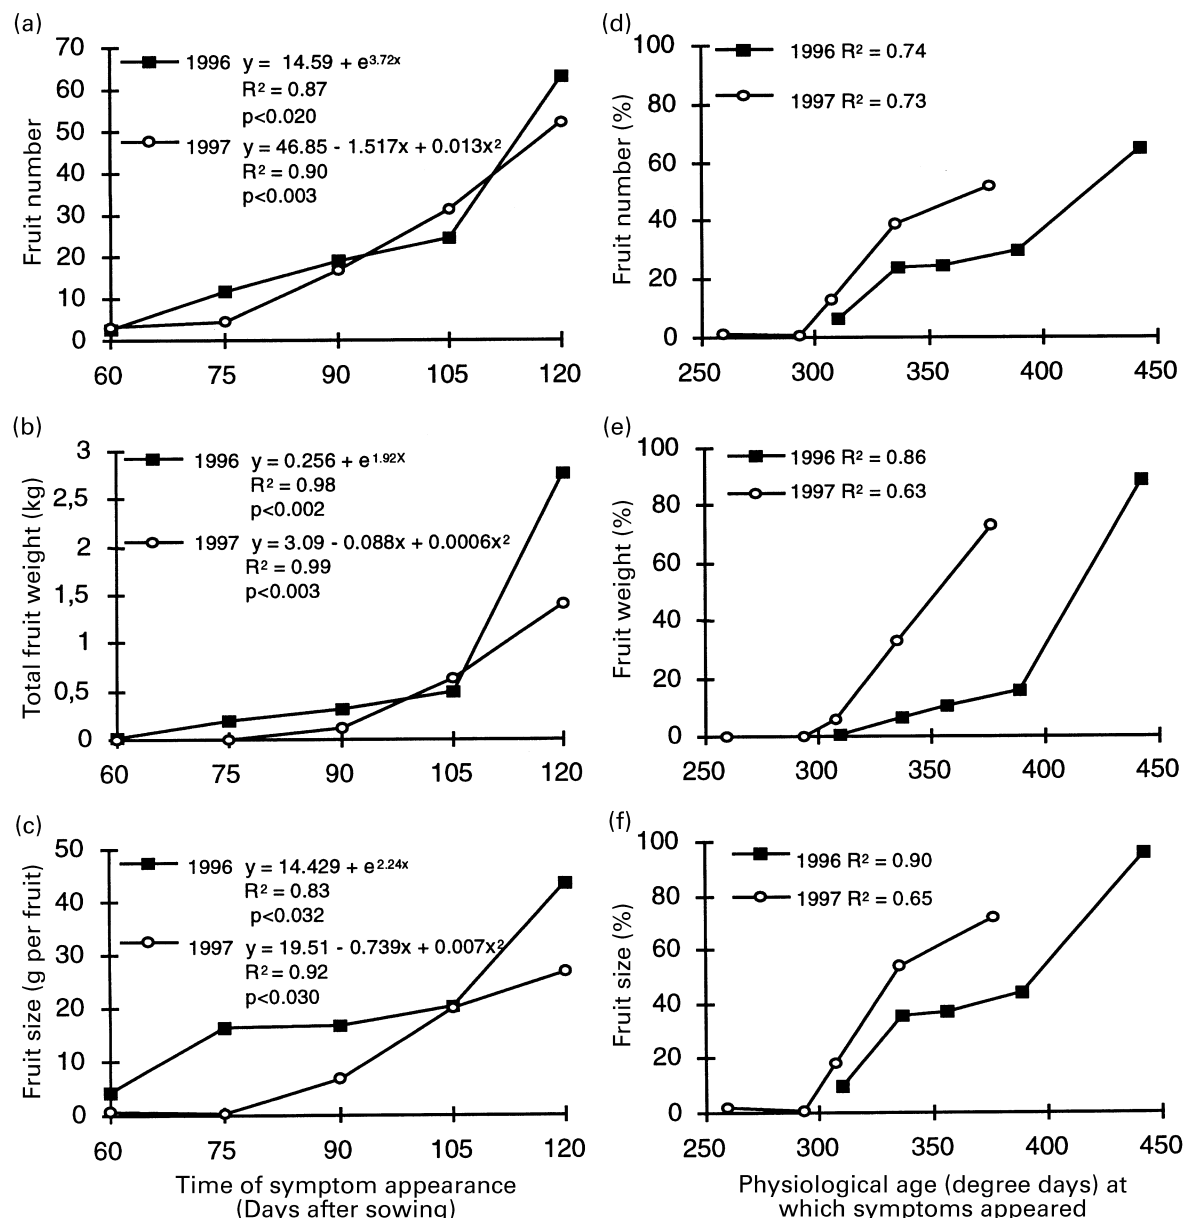 (a)
70
60
50
40
30
20
10
0
Fruit number
1996 y = 14.59 + e3.72x
R² = 0.87
p<0.020
1997 y = 46.85 - 1.517x + 0.013x²
R² = 0.90
p<0.003
60 75 90 105 120
(d)
100
80
60
40
20
0
Fruit number (%)
1996 R² = 0.74
1997 R² = 0.73
250 300 350 400 450
(b)
3
2,5
2
1,5
1
0,5
0
Total fruit weight (kg)
1996 y = 0.256 + e1.92X
R² = 0.98
p<0.002
1997 y = 3.09 - 0.088x + 0.0006x²
R² = 0.99
p<0.003
60 75 90 105 120
(e)
100
80
60
40
20
0
Fruit weight (%)
1996 R² = 0.86
1997 R² = 0.63
250 300 350 400 450
(c)
50
40
30
20
10
0
Fruit size (g per fruit)
1996 y = 14.429 + e2.24x
R² = 0.83
p<0.032
1997 y = 19.51 - 0.739x + 0.007x²
R² = 0.92
p<0.030
60 75 90 105 120
Time of symptom appearance
(Days after sowing)
(f)
100
80
60
40
20
0
Fruit size (%)
1996 R² = 0.90
1997 R² = 0.65
250 300 350 400 450
Physiological age (degree days) at
which symptoms appeared